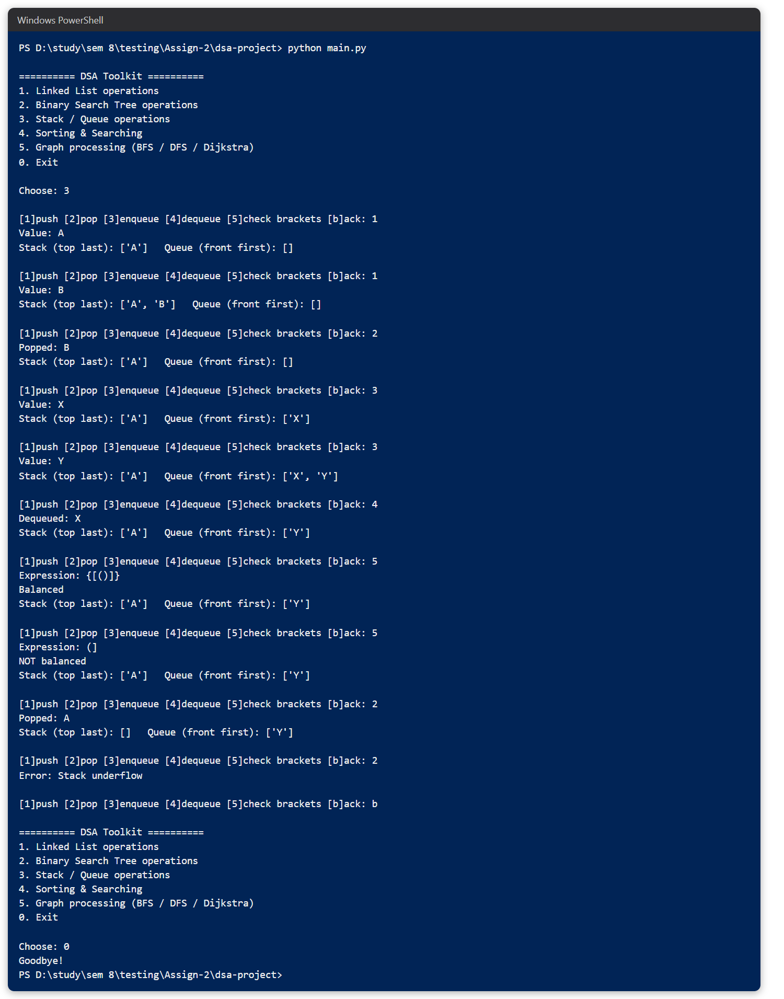 Windows PowerShell
PS D:\study\sem 8\testing\Assign-2\dsa-project> python main.py
========== DSA Toolkit ==========
1. Linked List operations
2. Binary Search Tree operations
3. Stack / Queue operations
4. Sorting & Searching
5. Graph processing (BFS / DFS / Dijkstra)
0. Exit
Choose: 3
[1]push [2]pop [3]enqueue [4]dequeue [5]check brackets [b]ack: 1
Value: A
Stack (top last): ['A']   Queue (front first): []
[1]push [2]pop [3]enqueue [4]dequeue [5]check brackets [b]ack: 1
Value: B
Stack (top last): ['A', 'B']   Queue (front first): []
[1]push [2]pop [3]enqueue [4]dequeue [5]check brackets [b]ack: 2
Popped: B
Stack (top last): ['A']   Queue (front first): []
[1]push [2]pop [3]enqueue [4]dequeue [5]check brackets [b]ack: 3
Value: X
Stack (top last): ['A']   Queue (front first): ['X']
[1]push [2]pop [3]enqueue [4]dequeue [5]check brackets [b]ack: 3
Value: Y
Stack (top last): ['A']   Queue (front first): ['X', 'Y']
[1]push [2]pop [3]enqueue [4]dequeue [5]check brackets [b]ack: 4
Dequeued: X
Stack (top last): ['A']   Queue (front first): ['Y']
[1]push [2]pop [3]enqueue [4]dequeue [5]check brackets [b]ack: 5
Expression: {[()]}
Balanced
Stack (top last): ['A']   Queue (front first): ['Y']
[1]push [2]pop [3]enqueue [4]dequeue [5]check brackets [b]ack: 5
Expression: (]
NOT balanced
Stack (top last): ['A']   Queue (front first): ['Y']
[1]push [2]pop [3]enqueue [4]dequeue [5]check brackets [b]ack: 2
Popped: A
Stack (top last): []   Queue (front first): ['Y']
[1]push [2]pop [3]enqueue [4]dequeue [5]check brackets [b]ack: 2
Error: Stack underflow
[1]push [2]pop [3]enqueue [4]dequeue [5]check brackets [b]ack: b
========== DSA Toolkit ==========
1. Linked List operations
2. Binary Search Tree operations
3. Stack / Queue operations
4. Sorting & Searching
5. Graph processing (BFS / DFS / Dijkstra)
0. Exit
Choose: 0
Goodbye!
PS D:\study\sem 8\testing\Assign-2\dsa-project>